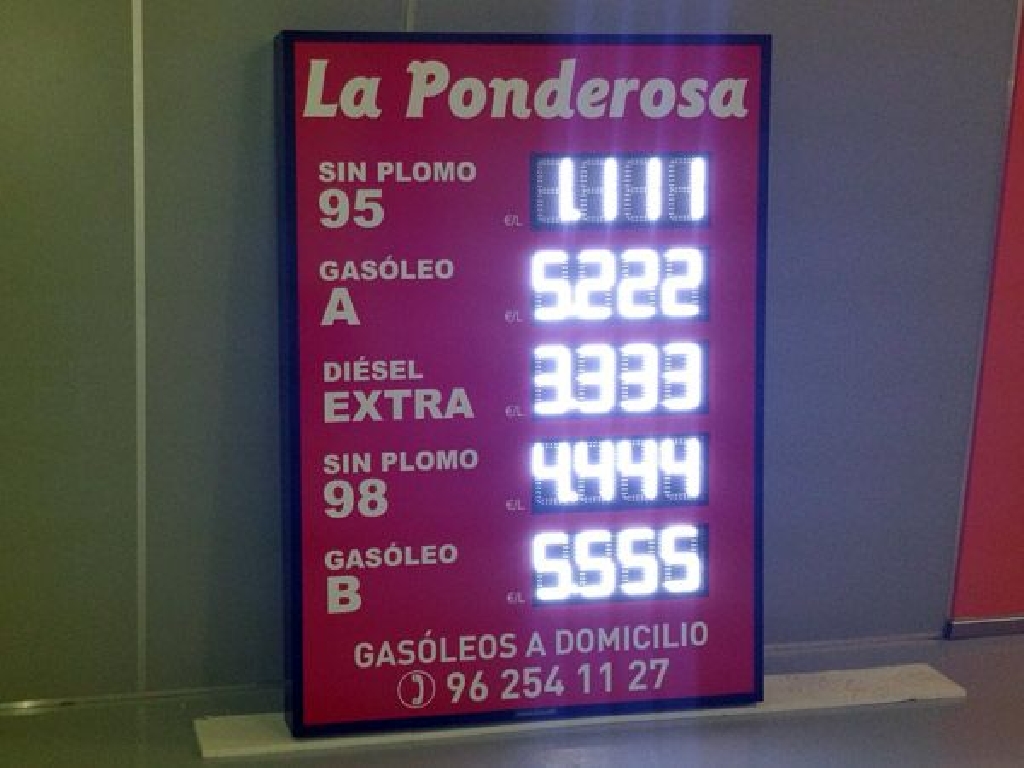 La Ponderosa
SIN PLOMO
95 €/L 1.111
GASÓLEO
A €/L 5.222
DIÉSEL
EXTRA €/L 3.333
SIN PLOMO
98 €/L 4.444
GASÓLEO
B €/L 5.555
GASÓLEOS A DOMICILIO
96 254 11 27